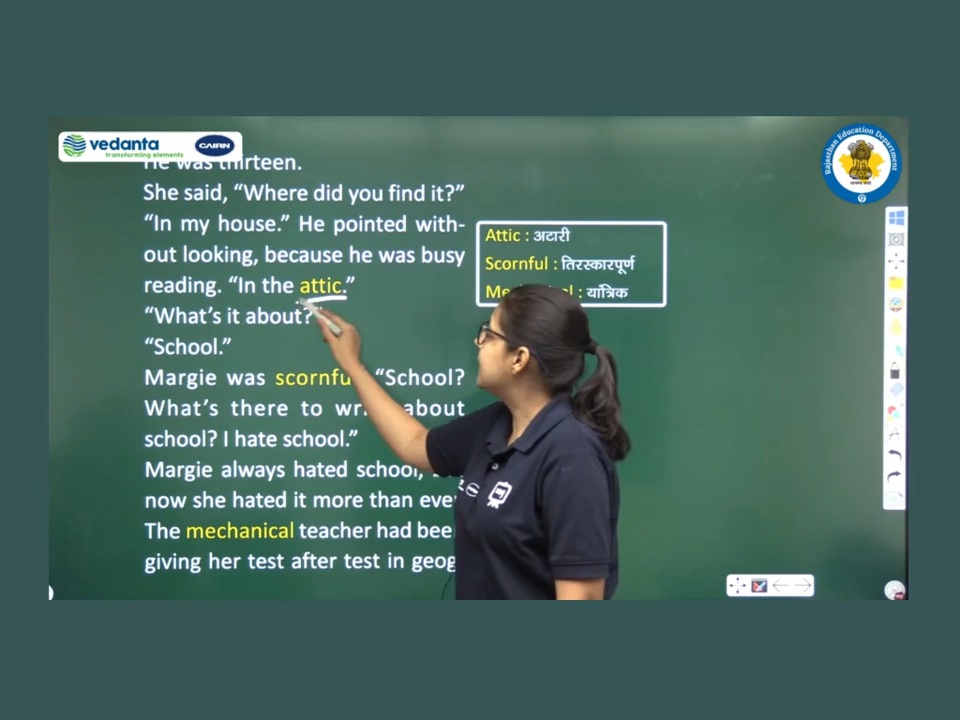 vedanta
transforming elements
CAIRN
Rajasthan Education Department
He was thirteen.
She said, “Where did you find it?”
“In my house.” He pointed with-
out looking, because he was busy
reading. “In the attic.”
“What’s it about?”
“School.”
Margie was scornfu “School?
What’s there to wr about
school? I hate school.”
Margie always hated school,
now she hated it more than eve
The mechanical teacher had bee
giving her test after test in geog
Attic : अटारी
Scornful : तिरस्कारपूर्ण
Me l : यांत्रिक